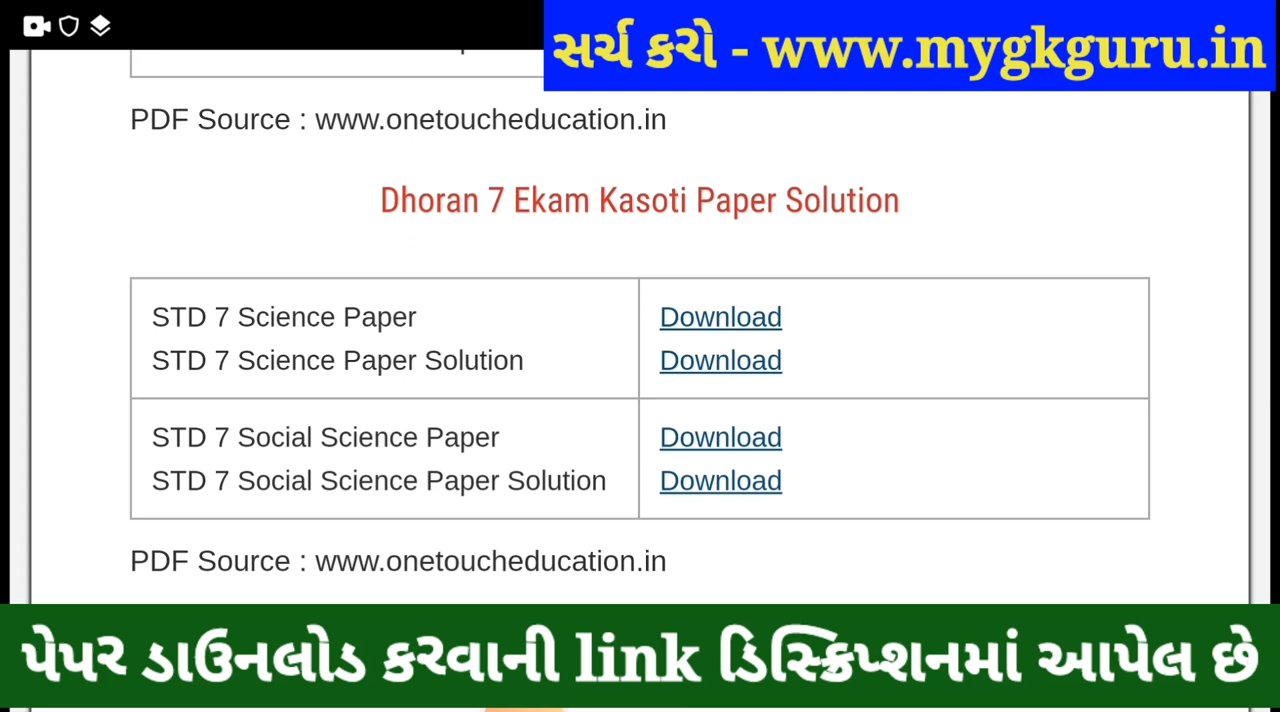 સર્ચ કરો - www.mygkguru.in
PDF Source : www.onetoucheducation.in
Dhoran 7 Ekam Kasoti Paper Solution
STD 7 Science Paper Download
STD 7 Science Paper Solution Download
STD 7 Social Science Paper Download
STD 7 Social Science Paper Solution Download
PDF Source : www.onetoucheducation.in
પેપર ડાઉનલોડ કરવાની link ડિસ્ક્રિપ્શનમાં આપેલ છે